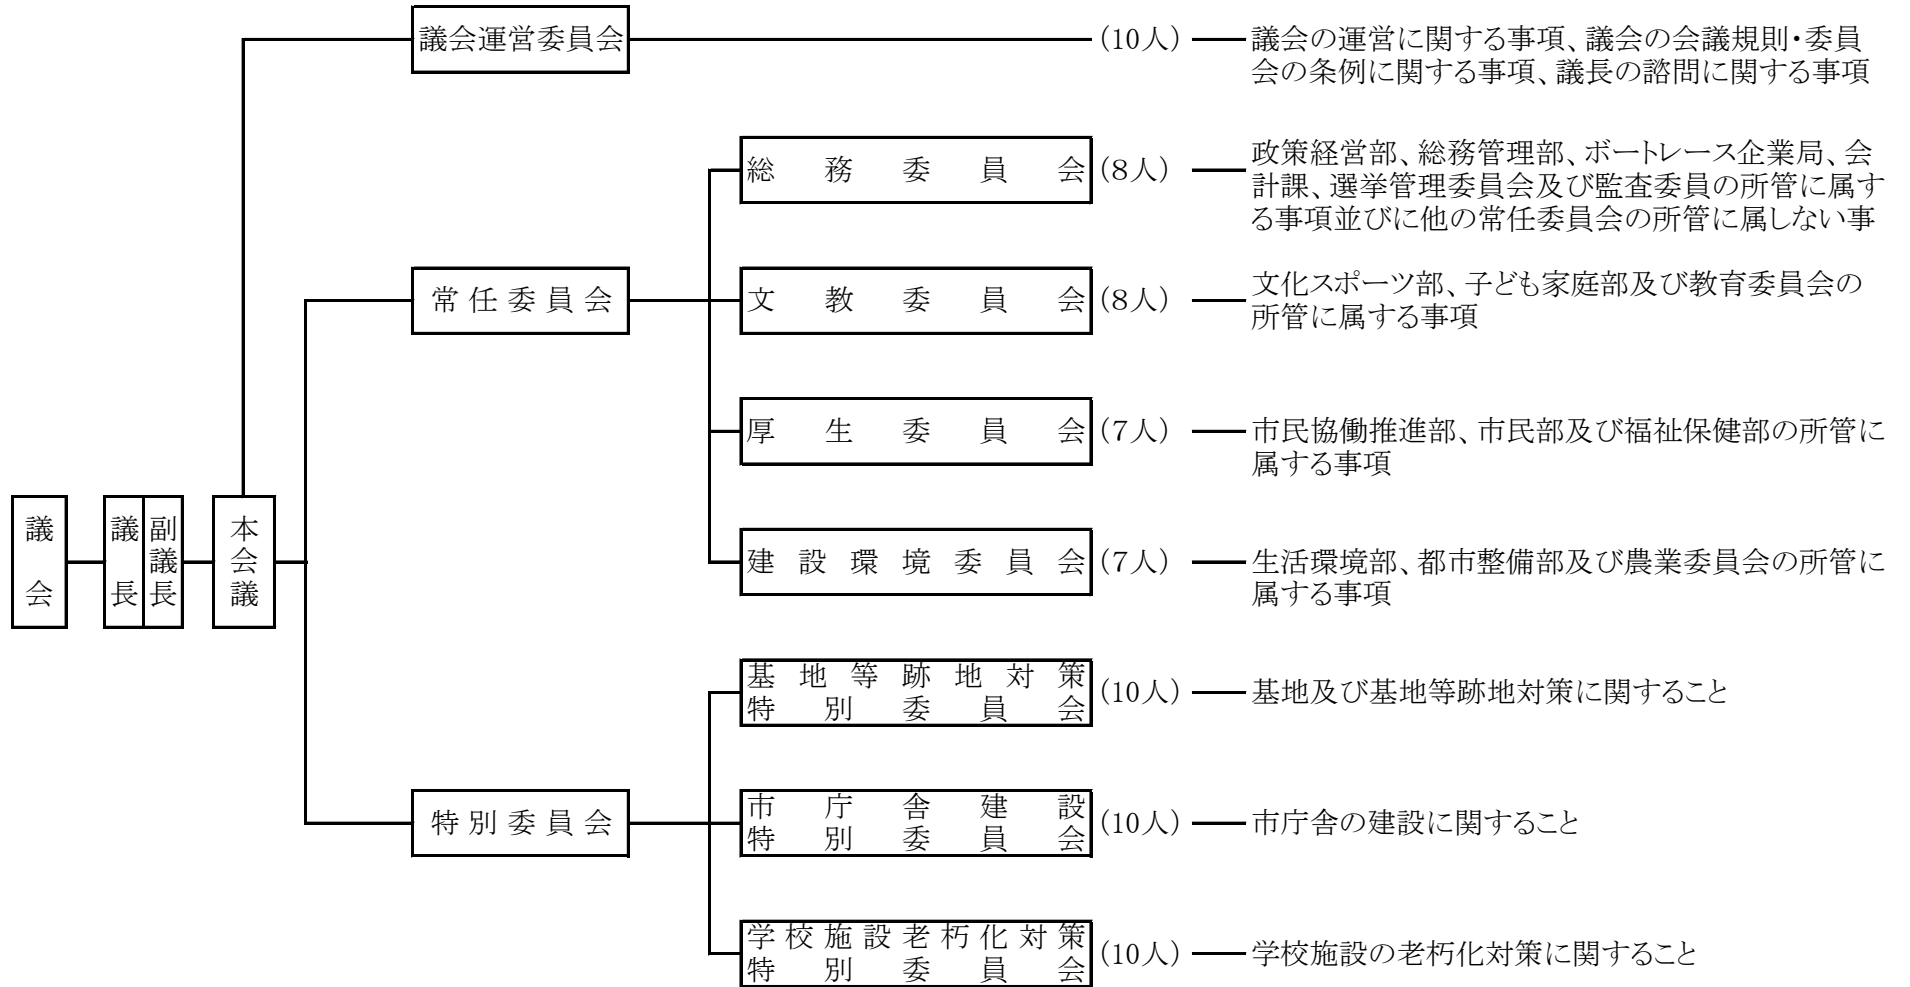 議会運営委員会
(10人)
議会の運営に関する事項、議会の会議規則・委員
会の条例に関する事項、議長の諮問に関する事項
総務委員会
(8人)
政策経営部、総務管理部、ボートレース企業局、会
計課、選挙管理委員会及び監査委員の所管に属す
る事項並びに他の常任委員会の所管に属しない事
常任委員会
文教委員会
(8人)
文化スポーツ部、子ども家庭部及び教育委員会の
所管に属する事項
厚生委員会
(7人)
市民協働推進部、市民部及び福祉保健部の所管に
属する事項
議会
議長
副議長
本会議
建設環境委員会
(7人)
生活環境部、都市整備部及び農業委員会の所管に
属する事項
基地等跡地対策
特別委員会
(10人)
基地及び基地等跡地対策に関すること
特別委員会
市庁舎建設
特別委員会
(10人)
市庁舎の建設に関すること
学校施設老朽化対策
特別委員会
(10人)
学校施設の老朽化対策に関すること